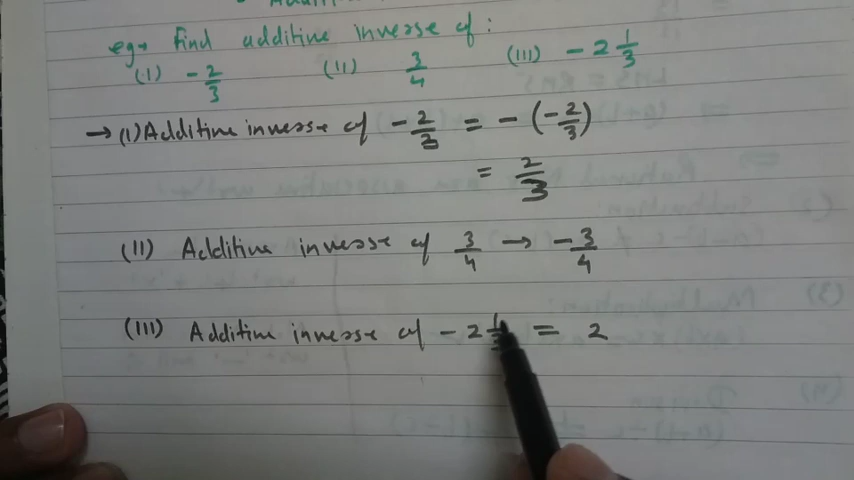 Additi
eg→ Find additive inverse of:
(i) -2/3 (ii) 3/4 (iii) -2 1/3
→ (i) Additive inverse of -2/3 = -(-2/3)
= 2/3
(ii) Additive inverse of 3/4 → -3/4
(iii) Additive inverse of -2 1/3 = 2